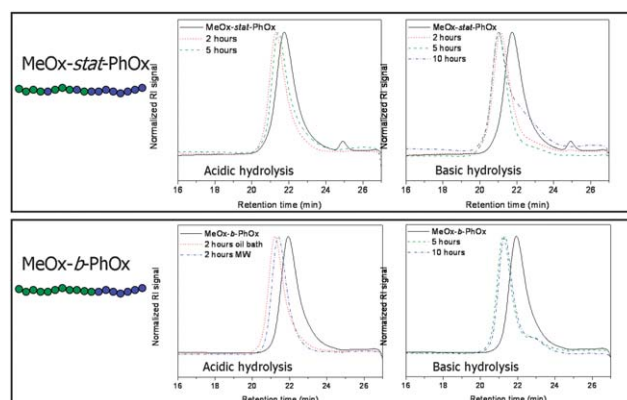 MeOx-stat-PhOx
Normalized RI signal
MeOx-stat-PhOx
2 hours
5 hours
Acidic hydrolysis
16 18 20 22 24 26
Retention time (min)
Normalized RI signal
MeOx-stat-PhOx
2 hours
5 hours
10 hours
Basic hydrolysis
16 18 20 22 24 26
Retention time (min)
MeOx-b-PhOx
Normalized RI signal
MeOx-b-PhOx
2 hours oil bath
2 hours MW
Acidic hydrolysis
16 18 20 22 24 26
Retention time (min)
Normalized RI signal
MeOx-b-PhOx
5 hours
10 hours
Basic hydrolysis
16 18 20 22 24 26
Retention time (min)